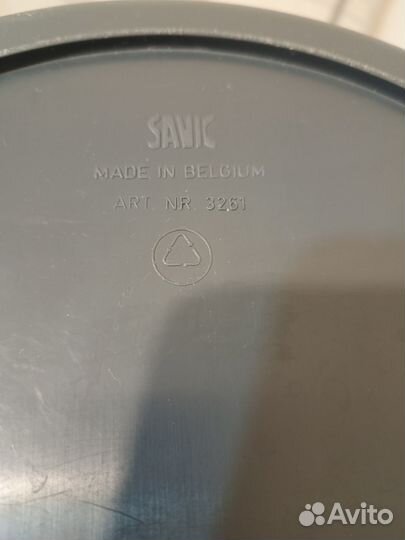 SAVIC
MADE IN BELGIUM
ART. NR. 3261
Avito